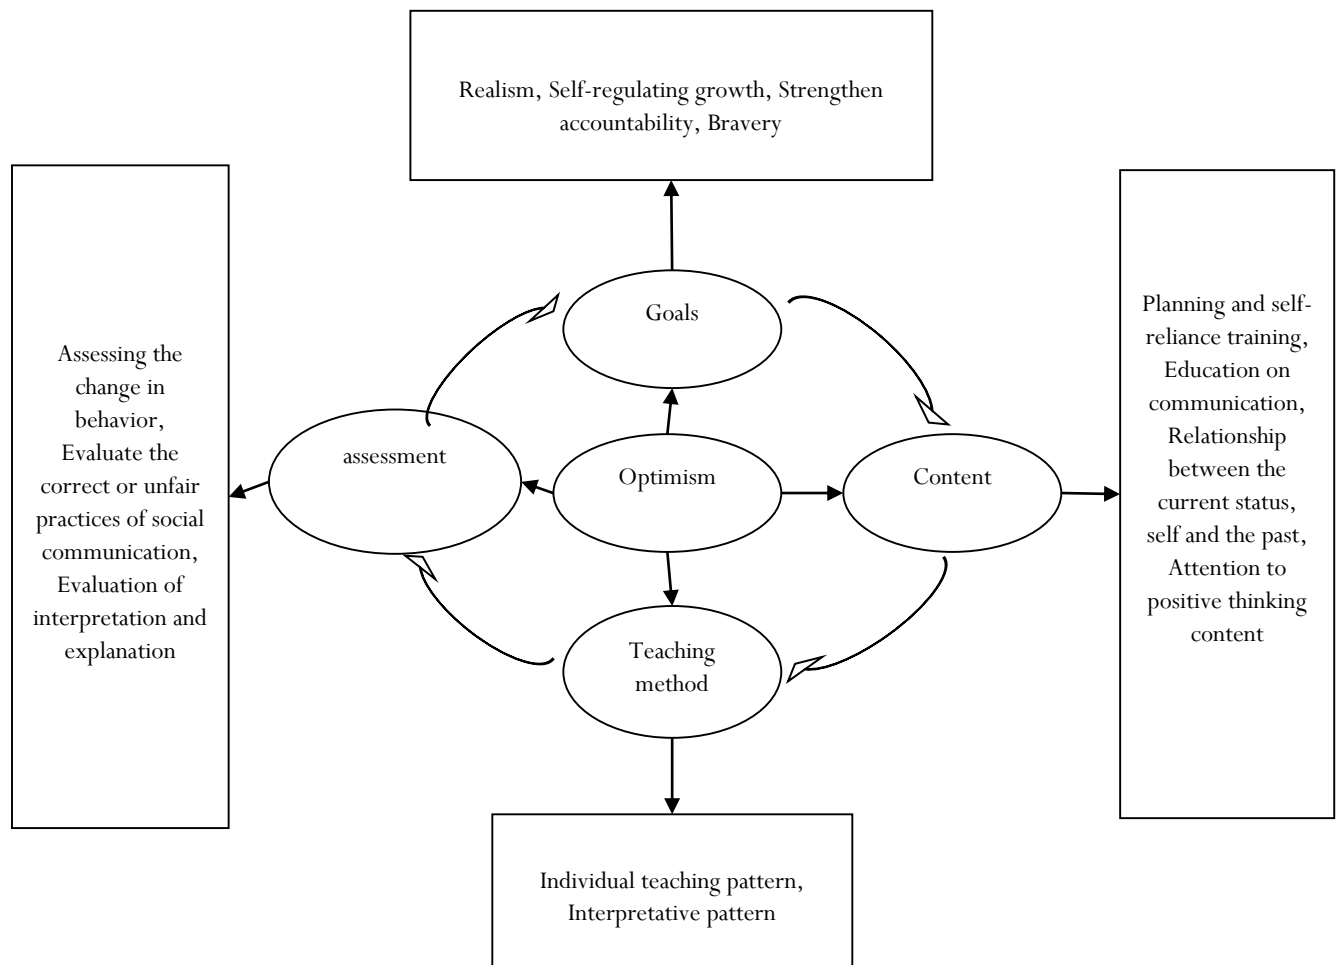 Realism, Self-regulating growth, Strengthen
accountability, Bravery
Goals
Assessing the
change in
behavior,
Evaluate the
correct or unfair
practices of social
communication,
Evaluation of
interpretation and
explanation
assessment
Optimism
Content
Planning and self-
reliance training,
Education on
communication,
Relationship
between the
current status,
self and the past,
Attention to
positive thinking
content
Teaching
method
Individual teaching pattern,
Interpretative pattern